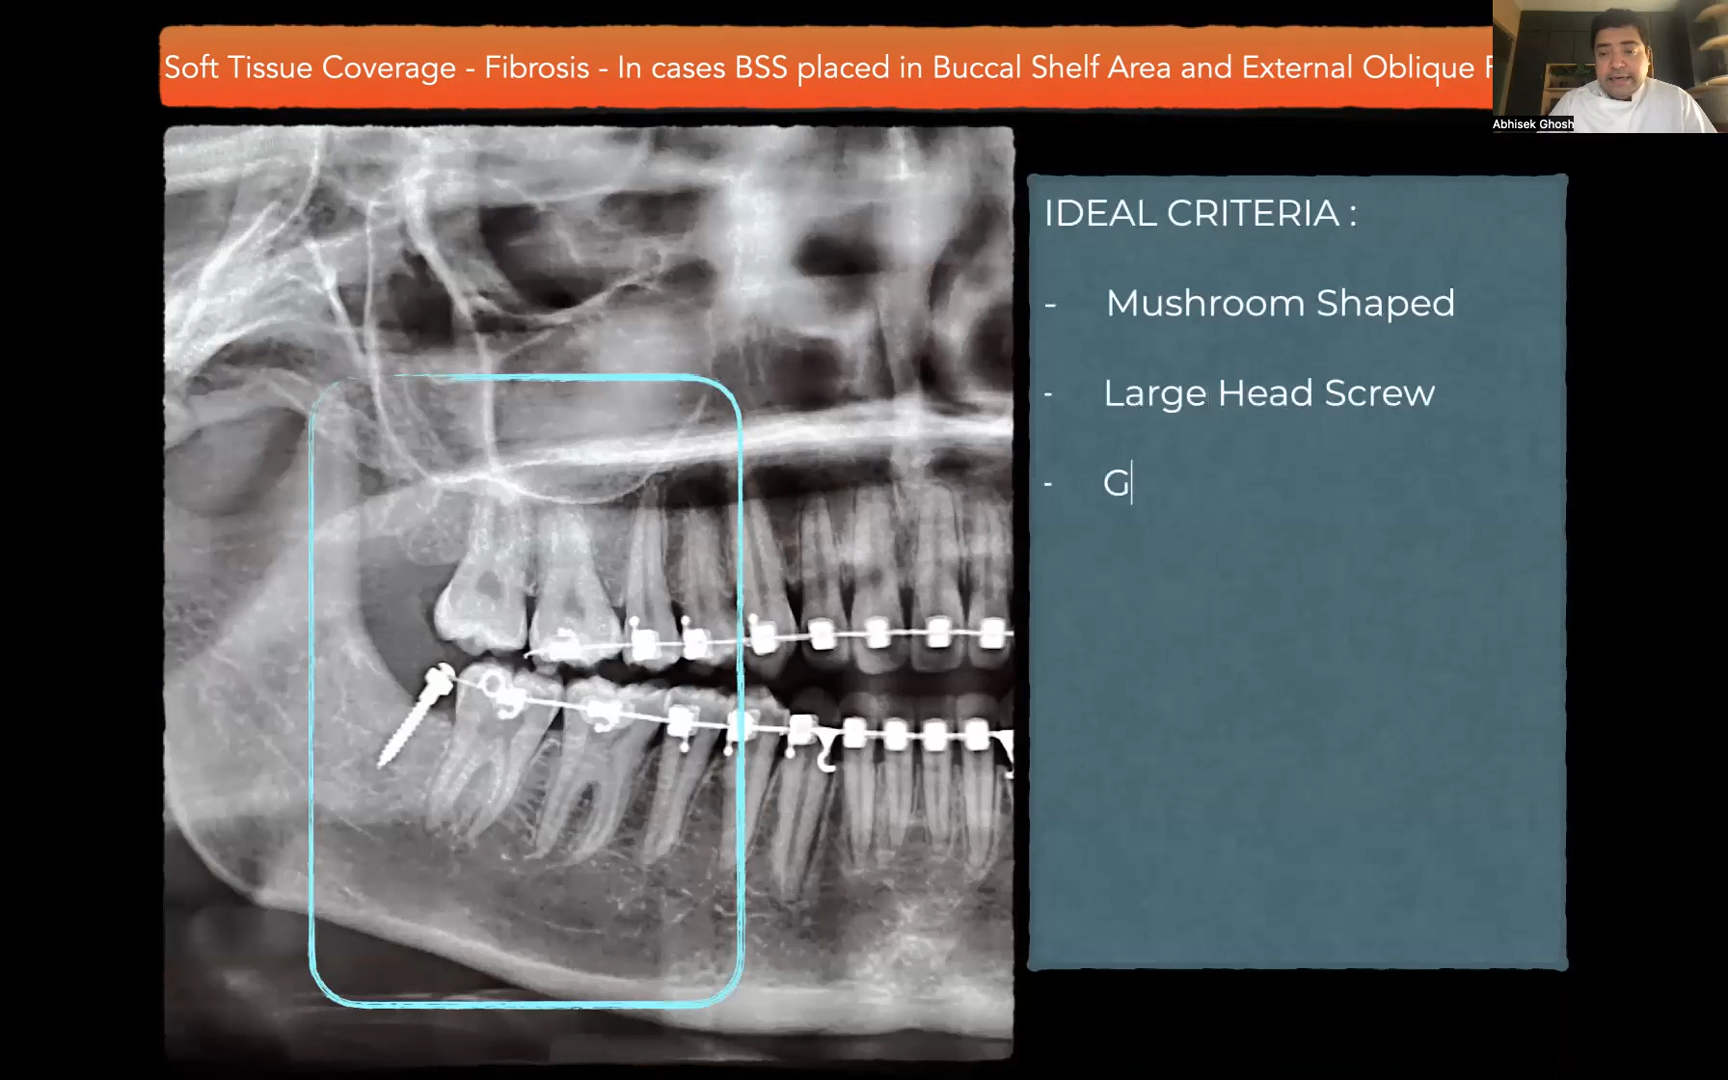 Soft Tissue Coverage - Fibrosis - In cases BSS placed in Buccal Shelf Area and External Oblique
Abhisek Ghosh
IDEAL CRITERIA :
- Mushroom Shaped
- Large Head Screw
- G